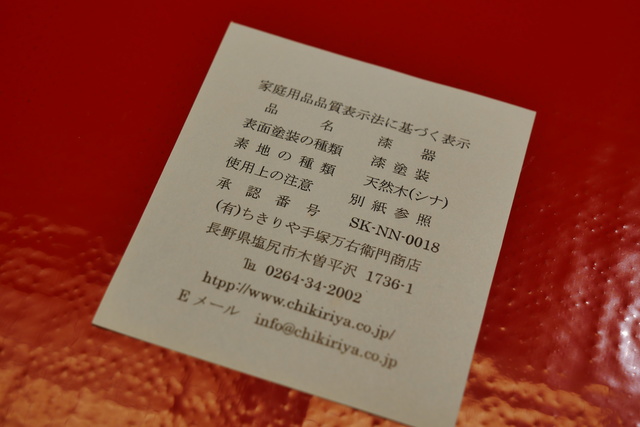 家庭用品品質表示法に基づく表示
品名 漆器
表面塗装の種類 漆塗装
素地の種類 天然木(シナ)
使用上の注意 別紙参照
承認番号 SK-NN-0018
(有)ちきりや手塚万右衛門商店
長野県塩尻市木曽平沢 1736-1
℡ 0264-34-2002
htpp://www.chikiriya.co.jp/
Eメール info@chikiriya.co.jp